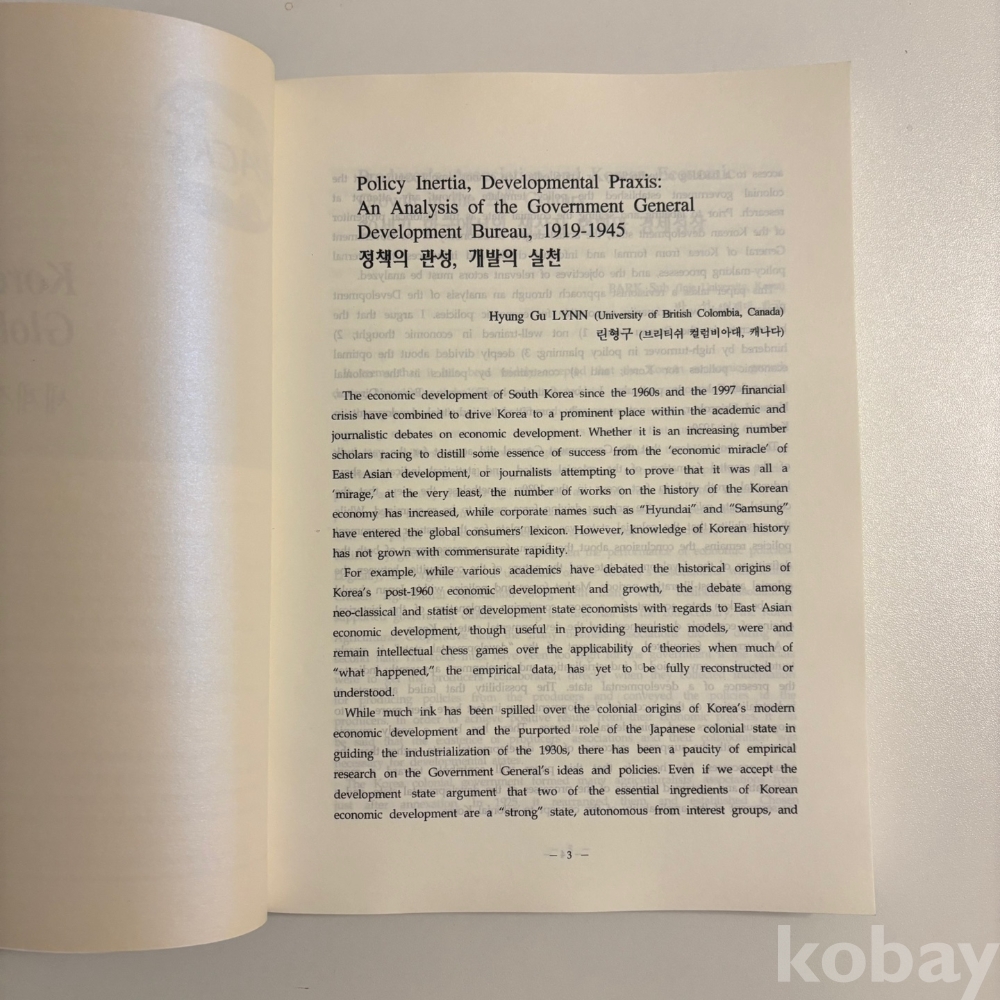 Policy Inertia, Developmental Praxis:
An Analysis of the Government General
Development Bureau, 1919-1945
정책의 관성, 개발의 실천
Hyung Gu LYNN (University of British Colombia, Canada)
린형구 (브리티쉬 컬럼비아대, 캐나다)
The economic development of South Korea since the 1960s and the 1997 financial
crisis have combined to drive Korea to a prominent place within the academic and
journalistic debates on economic development. Whether it is an increasing number
scholars racing to distill some essence of success from the 'economic miracle' of
East Asian development, or journalists attempting to prove that it was all a
'mirage,' at the very least, the number of works on the history of the Korean
economy has increased, while corporate names such as "Hyundai" and "Samsung"
have entered the global consumers' lexicon. However, knowledge of Korean history
has not grown with commensurate rapidity.
For example, while various academics have debated the historical origins of
Korea's post-1960 economic development and growth, the debate among
neo-classical and statist or development state economists with regards to East Asian
economic development, though useful in providing heuristic models, were and
remain intellectual chess games over the applicability of theories when much of
"what happened," the empirical data, has yet to be fully reconstructed or
understood.
While much ink has been spilled over the colonial origins of Korea's modern
economic development and the purported role of the Japanese colonial state in
guiding the industrialization of the 1930s, there has been a paucity of empirical
research on the Government General's ideas and policies. Even if we accept the
development state argument that two of the essential ingredients of Korean
economic development are a "strong" state, autonomous from interest groups, and
— 3 —
kobay